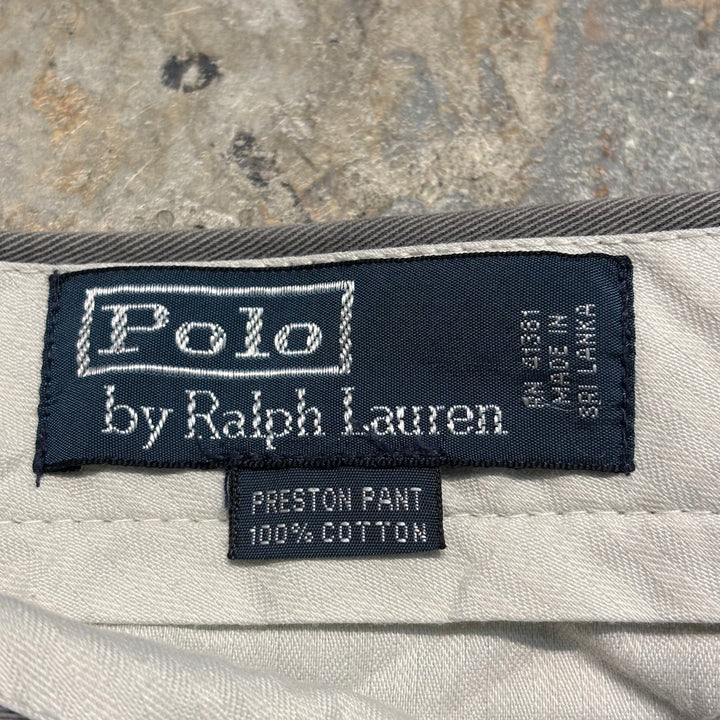 Polo
by Ralph Lauren
RN 41381
MADE IN
SRI LANKA
PRESTON PANT
100% COTTON